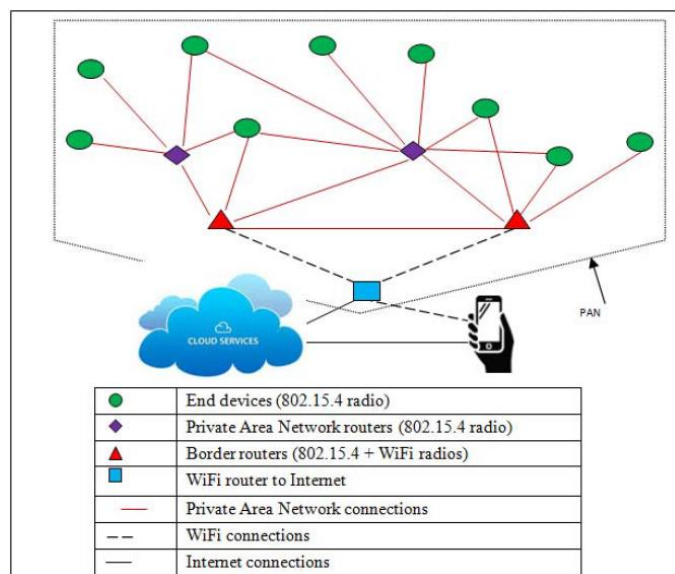 PAN
CLOUD SERVICES
End devices (802.15.4 radio)
Private Area Network routers (802.15.4 radio)
Border routers (802.15.4 + WiFi radios)
WiFi router to Internet
Private Area Network connections
WiFi connections
Internet connections